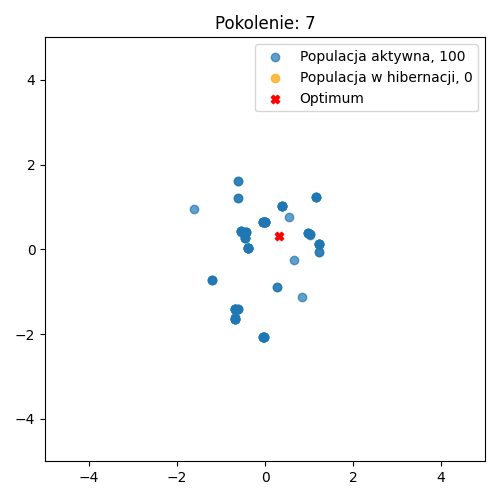 Pokolenie: 7
Populacja aktywna, 100
Populacja w hibernacji, 0
Optimum
4
2
0
−2
−4
−4 −2 0 2 4